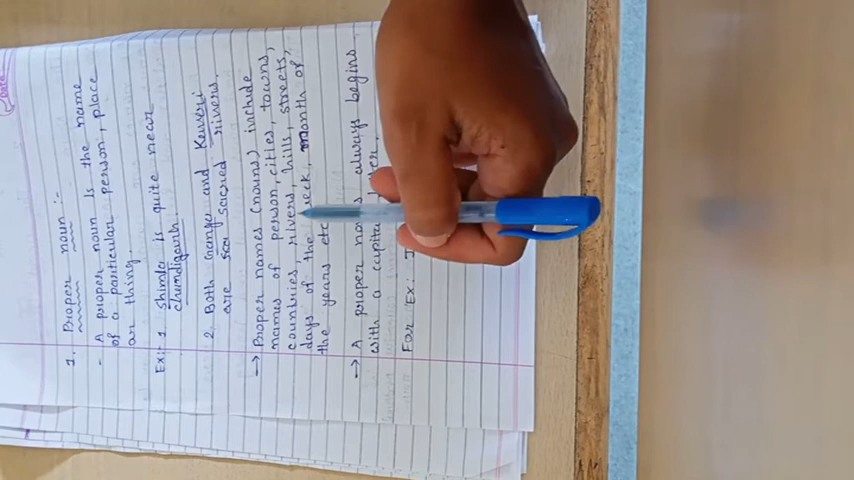 Date
1. Proper noun :-
- A proper noun is the name
of a particular person, place
or thing.
Ex:- 1. Shimla is quite near
chandigarh.
2. Both Ganga and
are sacred rivers.
→ Proper names (nouns) include
names of person, cities, towns,
countries, rivers, hills, streets,
days of the week, month of
the years etc
→ A proper always begins
with a capital
For Ex: